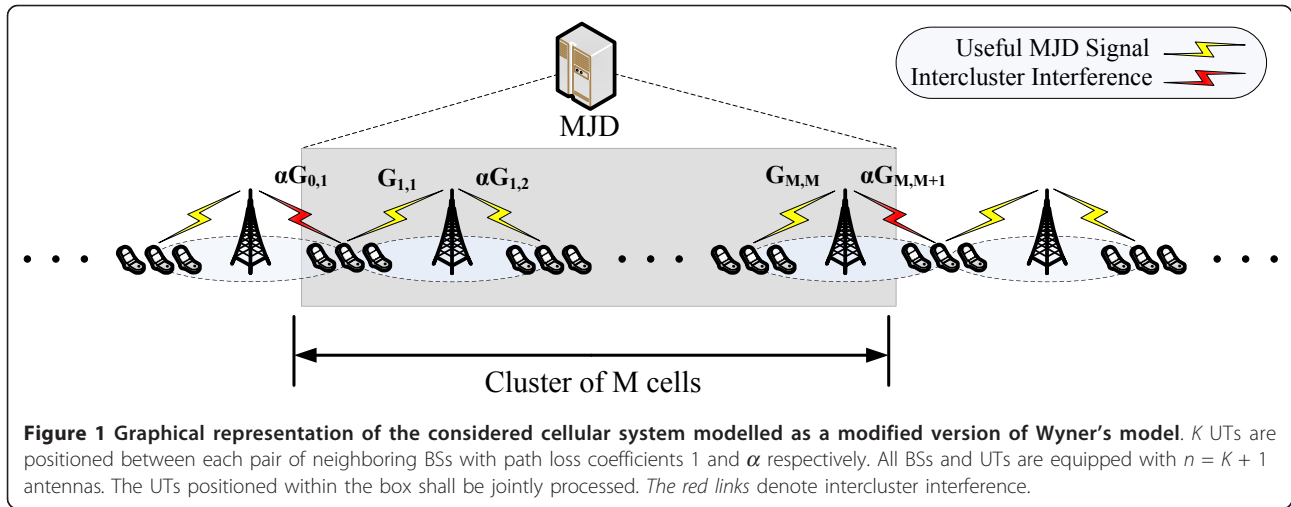 Useful MJD Signal
Intercluster Interference
MJD
αG0,1
G1,1
αG1,2
GM,M
αGM,M+1
Cluster of M cells
Figure 1 Graphical representation of the considered cellular system modelled as a modified version of Wyner's model. K UTs are
positioned between each pair of neighboring BSs with path loss coefficients 1 and α respectively. All BSs and UTs are equipped with n = K + 1
antennas. The UTs positioned within the box shall be jointly processed. The red links denote intercluster interference.